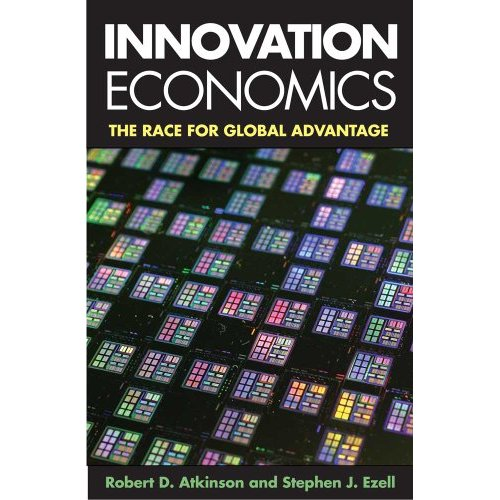 INNOVATION
ECONOMICS
THE RACE FOR GLOBAL ADVANTAGE
Robert D. Atkinson and Stephen J. Ezell